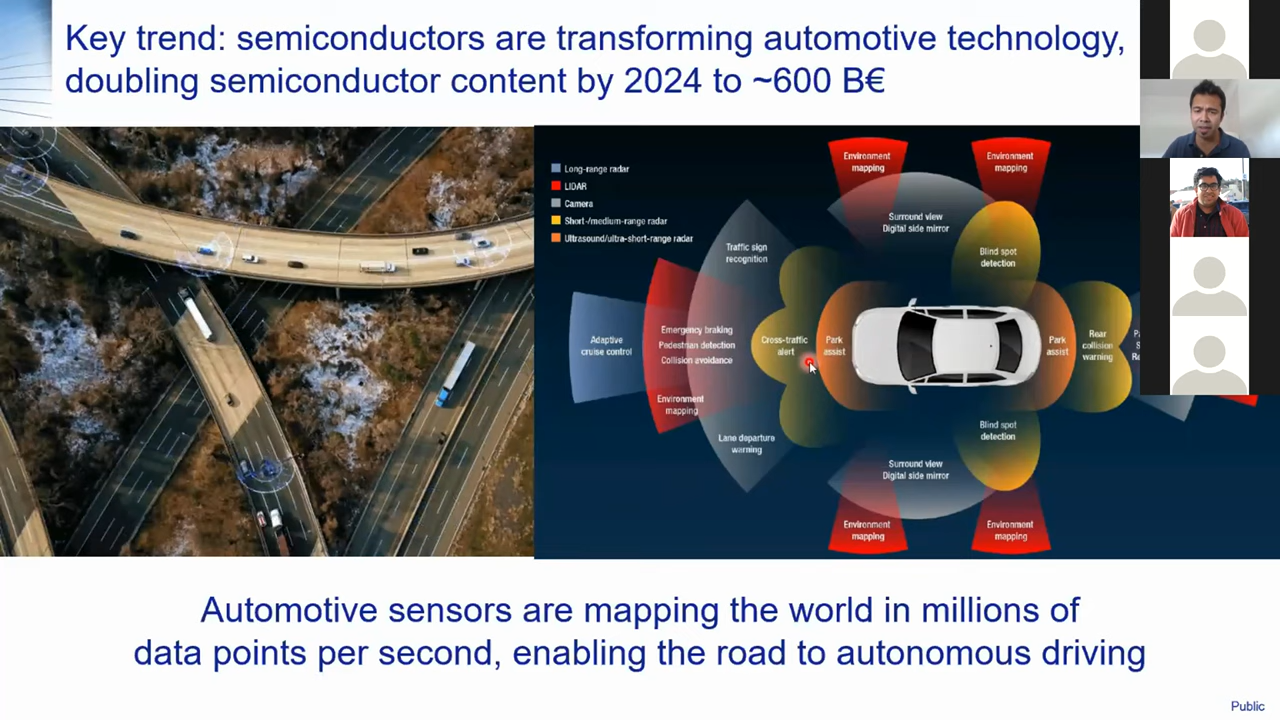 Key trend: semiconductors are transforming automotive technology,
doubling semiconductor content by 2024 to ~600 B€
Long-range radar
LIDAR
Camera
Short-/medium-range radar
Ultrasound/ultra-short-range radar
Environment
mapping
Environment
mapping
Surround view
Digital side mirror
Traffic sign
recognition
Blind spot
detection
Adaptive
cruise control
Emergency braking
Pedestrian detection
Collision avoidance
Cross-traffic
alert
Park
assist
Park
assist
Rear
collision
warning
Environment
mapping
Lane departure
warning
Blind spot
detection
Surround view
Digital side mirror
Environment
mapping
Environment
mapping
Automotive sensors are mapping the world in millions of
data points per second, enabling the road to autonomous driving
Public